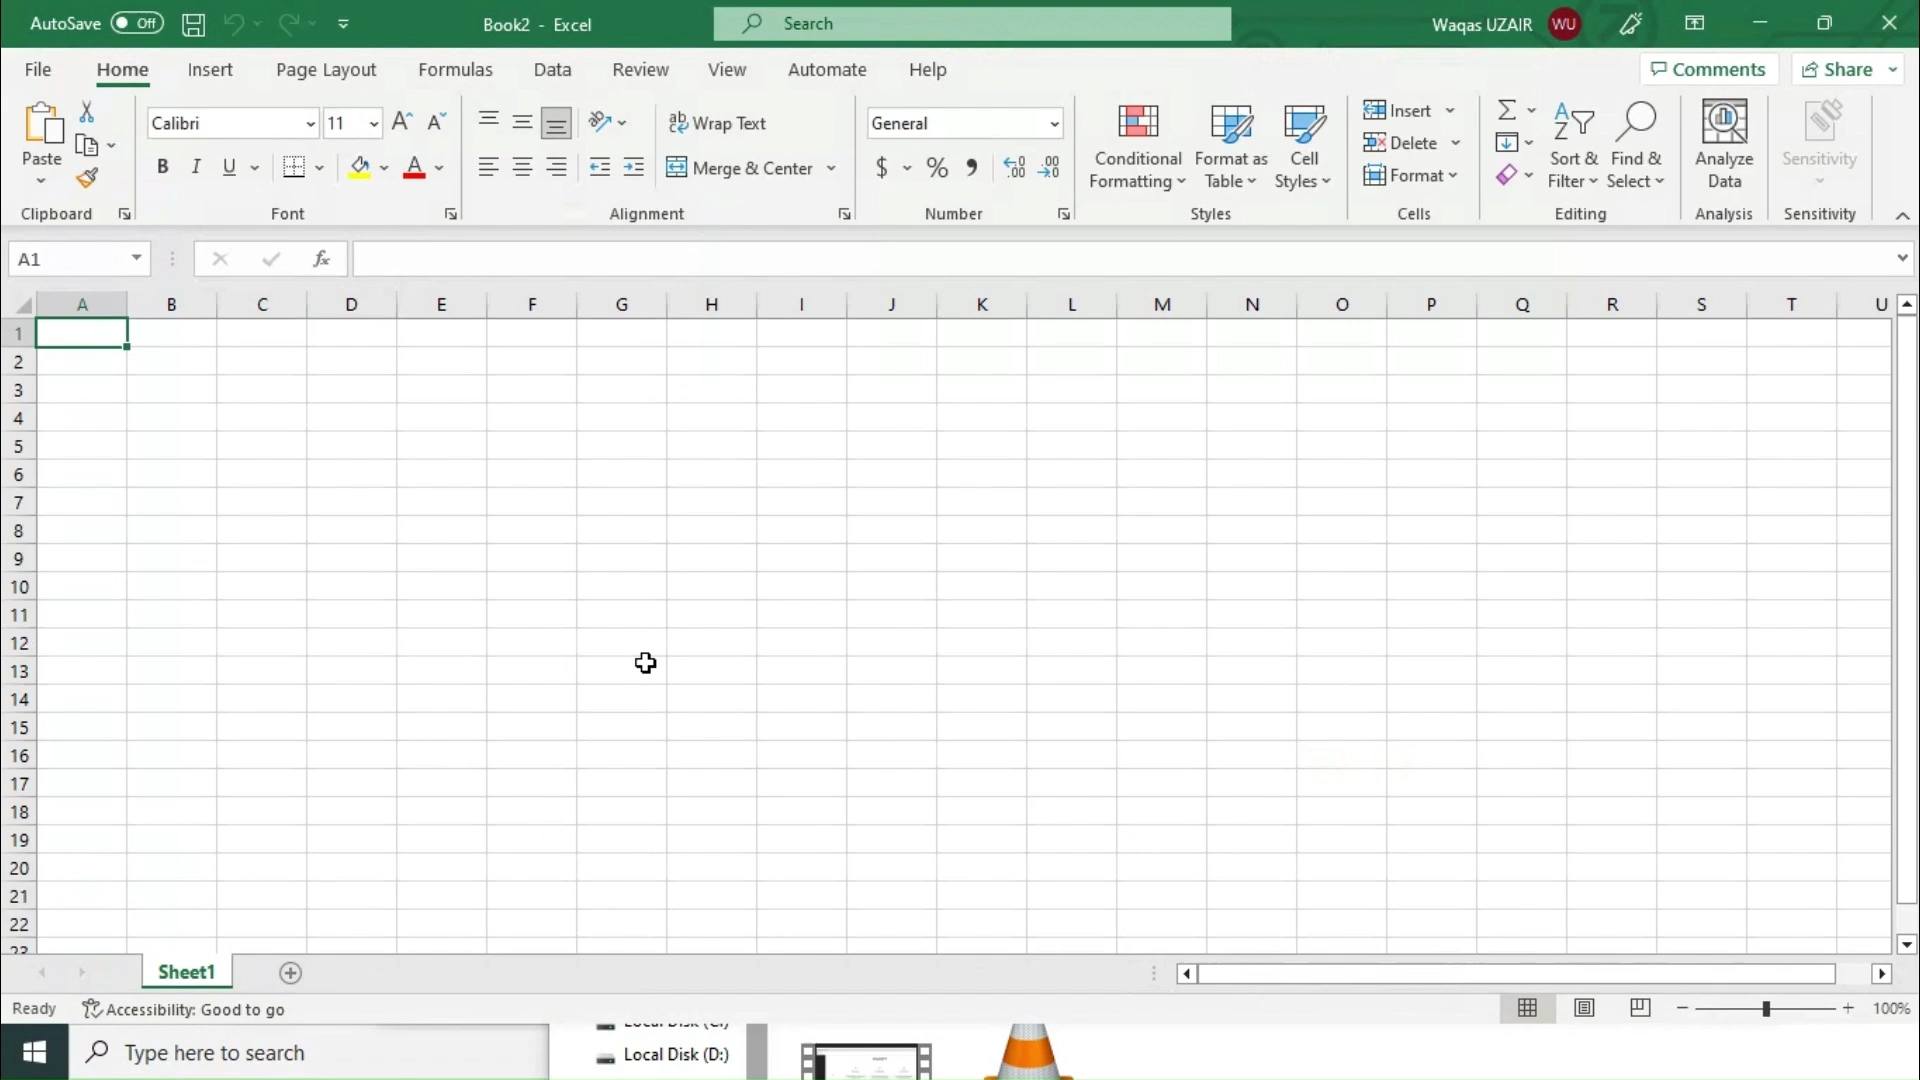 AutoSave Off Book2 - Excel Search Waqas UZAIR WU
File Home Insert Page Layout Formulas Data Review View Automate Help Comments Share
Paste
Clipboard
Calibri 11
B I U A
Font
ab Wrap Text
Merge & Center
Alignment
General
$ % ,
Number
Conditional Formatting
Format as Table
Cell Styles
Styles
Insert
Delete
Format
Cells
Sort & Filter
Find & Select
Editing
Analyze Data
Analysis
Sensitivity
Sensitivity
A1 fx
A B C D E F G H I J K L M N O P Q R S T U
1
2
3
4
5
6
7
8
9
10
11
12
13
14
15
16
17
18
19
20
21
22
23
Sheet1
Ready Accessibility: Good to go 100%
Type here to search
Local Disk (C:)
Local Disk (D:)